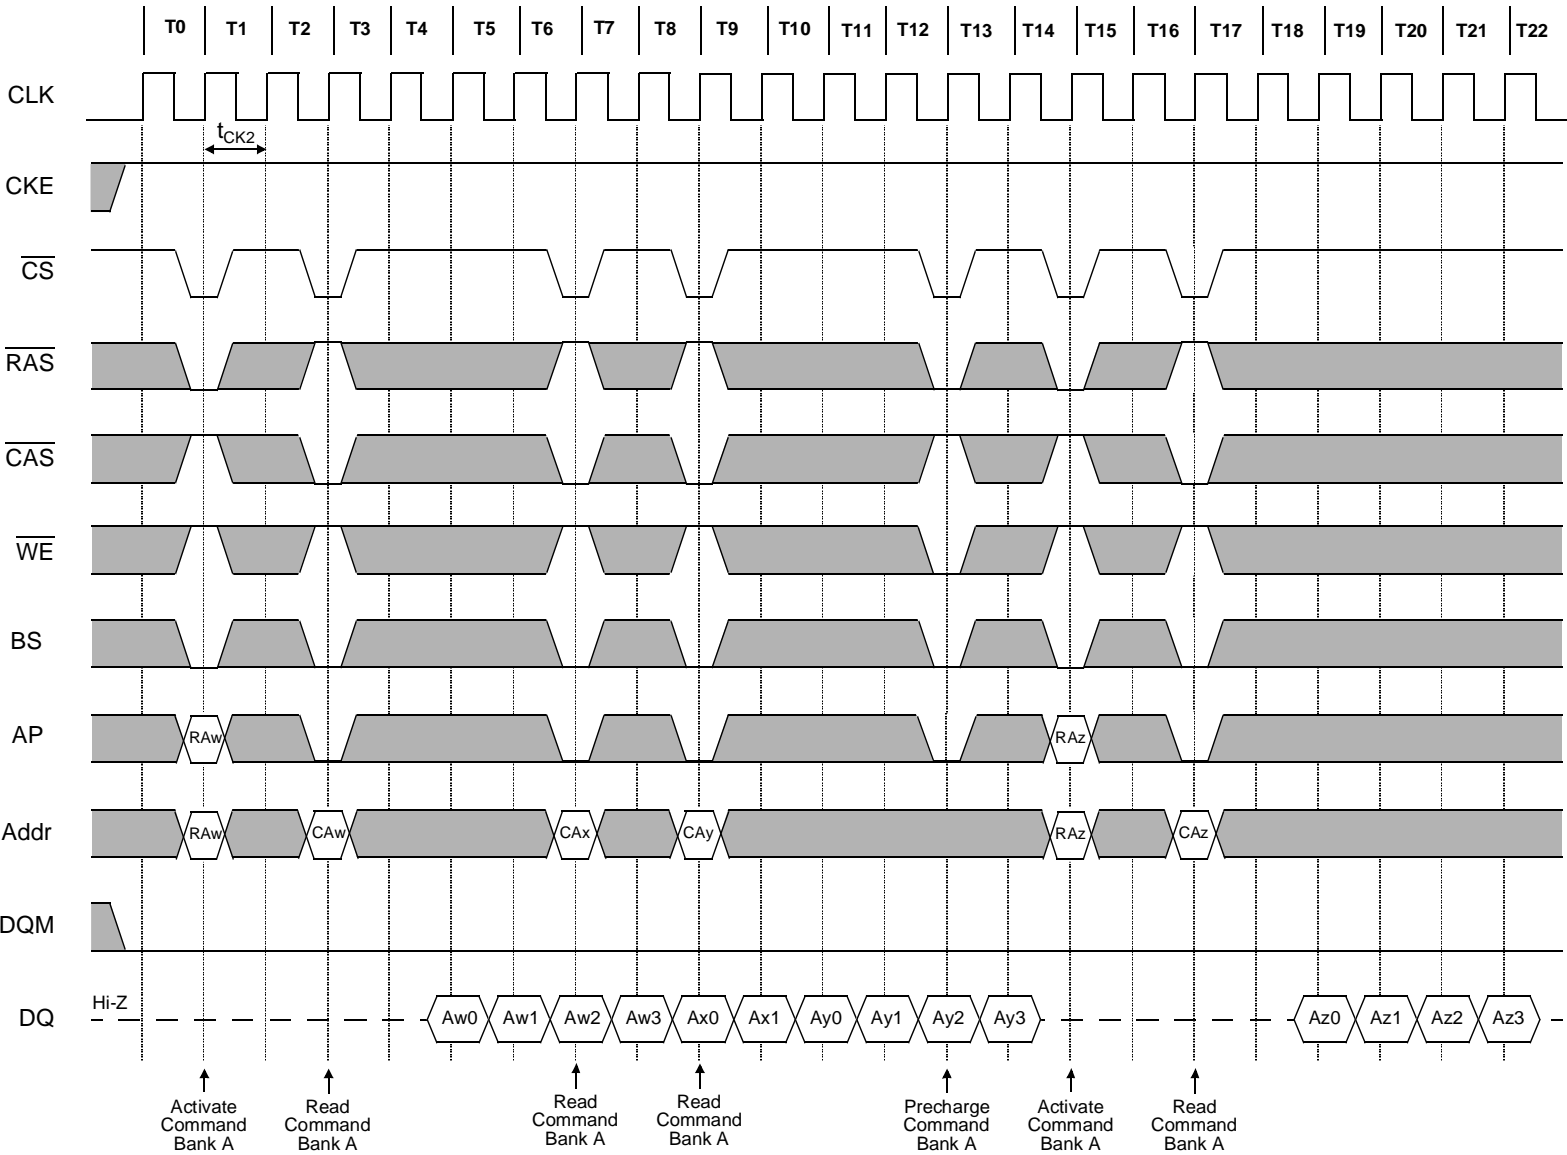 T0 T1 T2 T3 T4 T5 T6 T7 T8 T9 T10 T11 T12 T13 T14 T15 T16 T17 T18 T19 T20 T21 T22
CLK
tCK2
CKE
CS
RAS
CAS
WE
BS
AP RAw RAz
Addr RAw CAw CAx CAy RAz CAz
DQM
Hi-Z
DQ Aw0 Aw1 Aw2 Aw3 Ax0 Ax1 Ay0 Ay1 Ay2 Ay3 Az0 Az1 Az2 Az3
Activate
Command
Bank A
Read
Command
Bank A
Read
Command
Bank A
Read
Command
Bank A
Precharge
Command
Bank A
Activate
Command
Bank A
Read
Command
Bank A